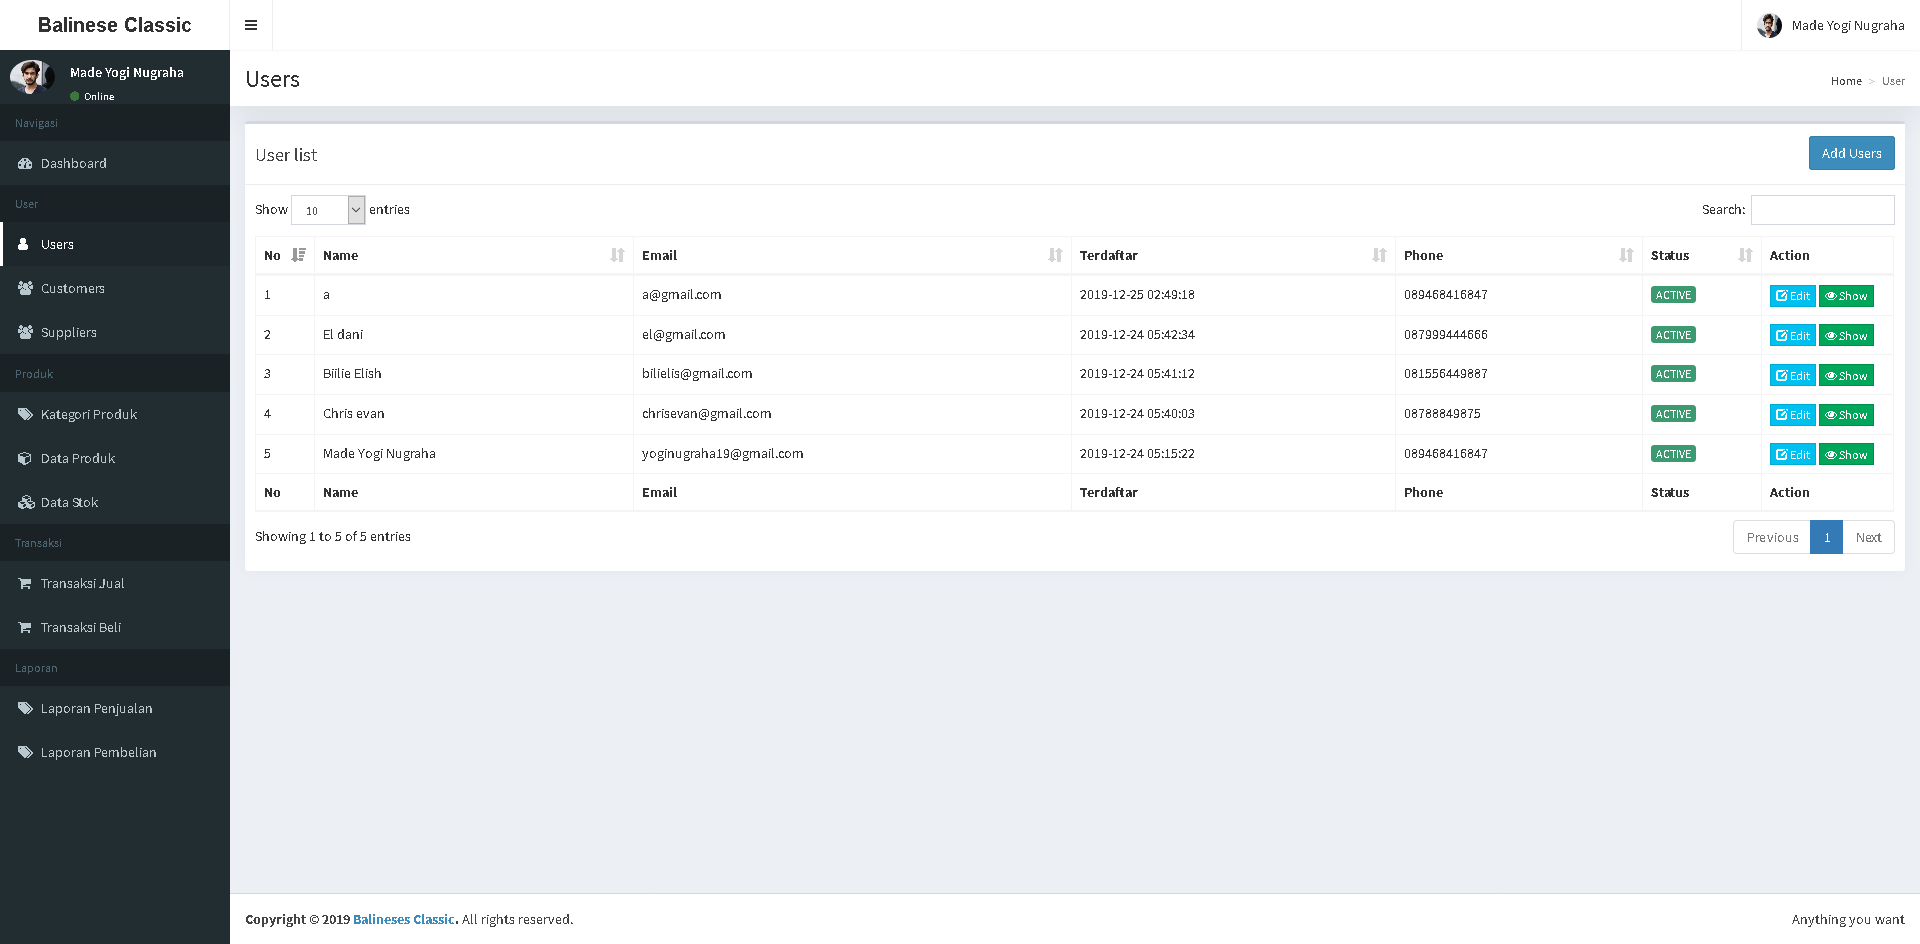 Balinese Classic
Made Yogi Nugraha
Made Yogi Nugraha
Online
Navigasi
Dashboard
User
Users
Customers
Suppliers
Produk
Kategori Produk
Data Produk
Data Stok
Transaksi
Transaksi Jual
Transaksi Beli
Laporan
Laporan Penjualan
Laporan Pembelian
Users
Home > User
User list
Add Users
Show 10 entries
Search:
No Name Email Terdaftar Phone Status Action
1 a a@gmail.com 2019-12-25 02:49:18 089468416847 ACTIVE Edit Show
2 El dani el@gmail.com 2019-12-24 05:42:34 087999444666 ACTIVE Edit Show
3 Biilie Elish bilielis@gmail.com 2019-12-24 05:41:12 081556449887 ACTIVE Edit Show
4 Chris evan chrisevan@gmail.com 2019-12-24 05:40:03 08788849875 ACTIVE Edit Show
5 Made Yogi Nugraha yoginugraha19@gmail.com 2019-12-24 05:15:22 089468416847 ACTIVE Edit Show
No Name Email Terdaftar Phone Status Action
Showing 1 to 5 of 5 entries
Previous 1 Next
Copyright © 2019 Balineses Classic. All rights reserved.
Anything you want